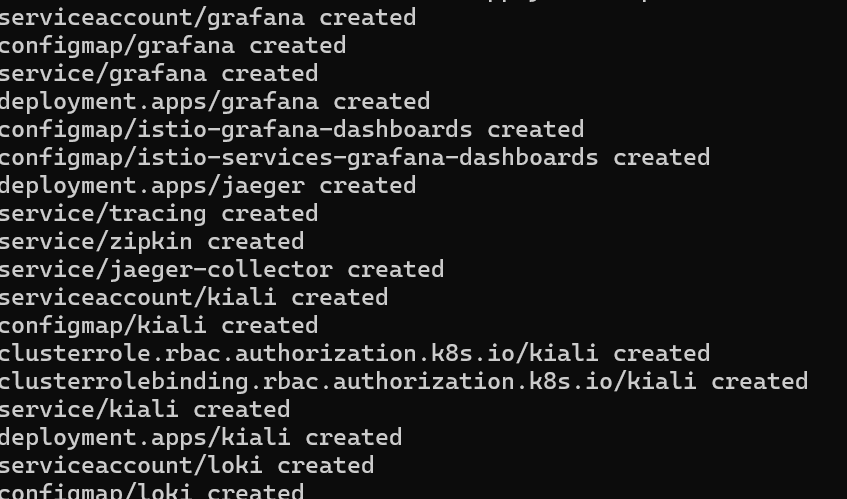 serviceaccount/grafana created
configmap/grafana created
service/grafana created
deployment.apps/grafana created
configmap/istio-grafana-dashboards created
configmap/istio-services-grafana-dashboards created
deployment.apps/jaeger created
service/tracing created
service/zipkin created
service/jaeger-collector created
serviceaccount/kiali created
configmap/kiali created
clusterrole.rbac.authorization.k8s.io/kiali created
clusterrolebinding.rbac.authorization.k8s.io/kiali created
service/kiali created
deployment.apps/kiali created
serviceaccount/loki created
configmap/loki created